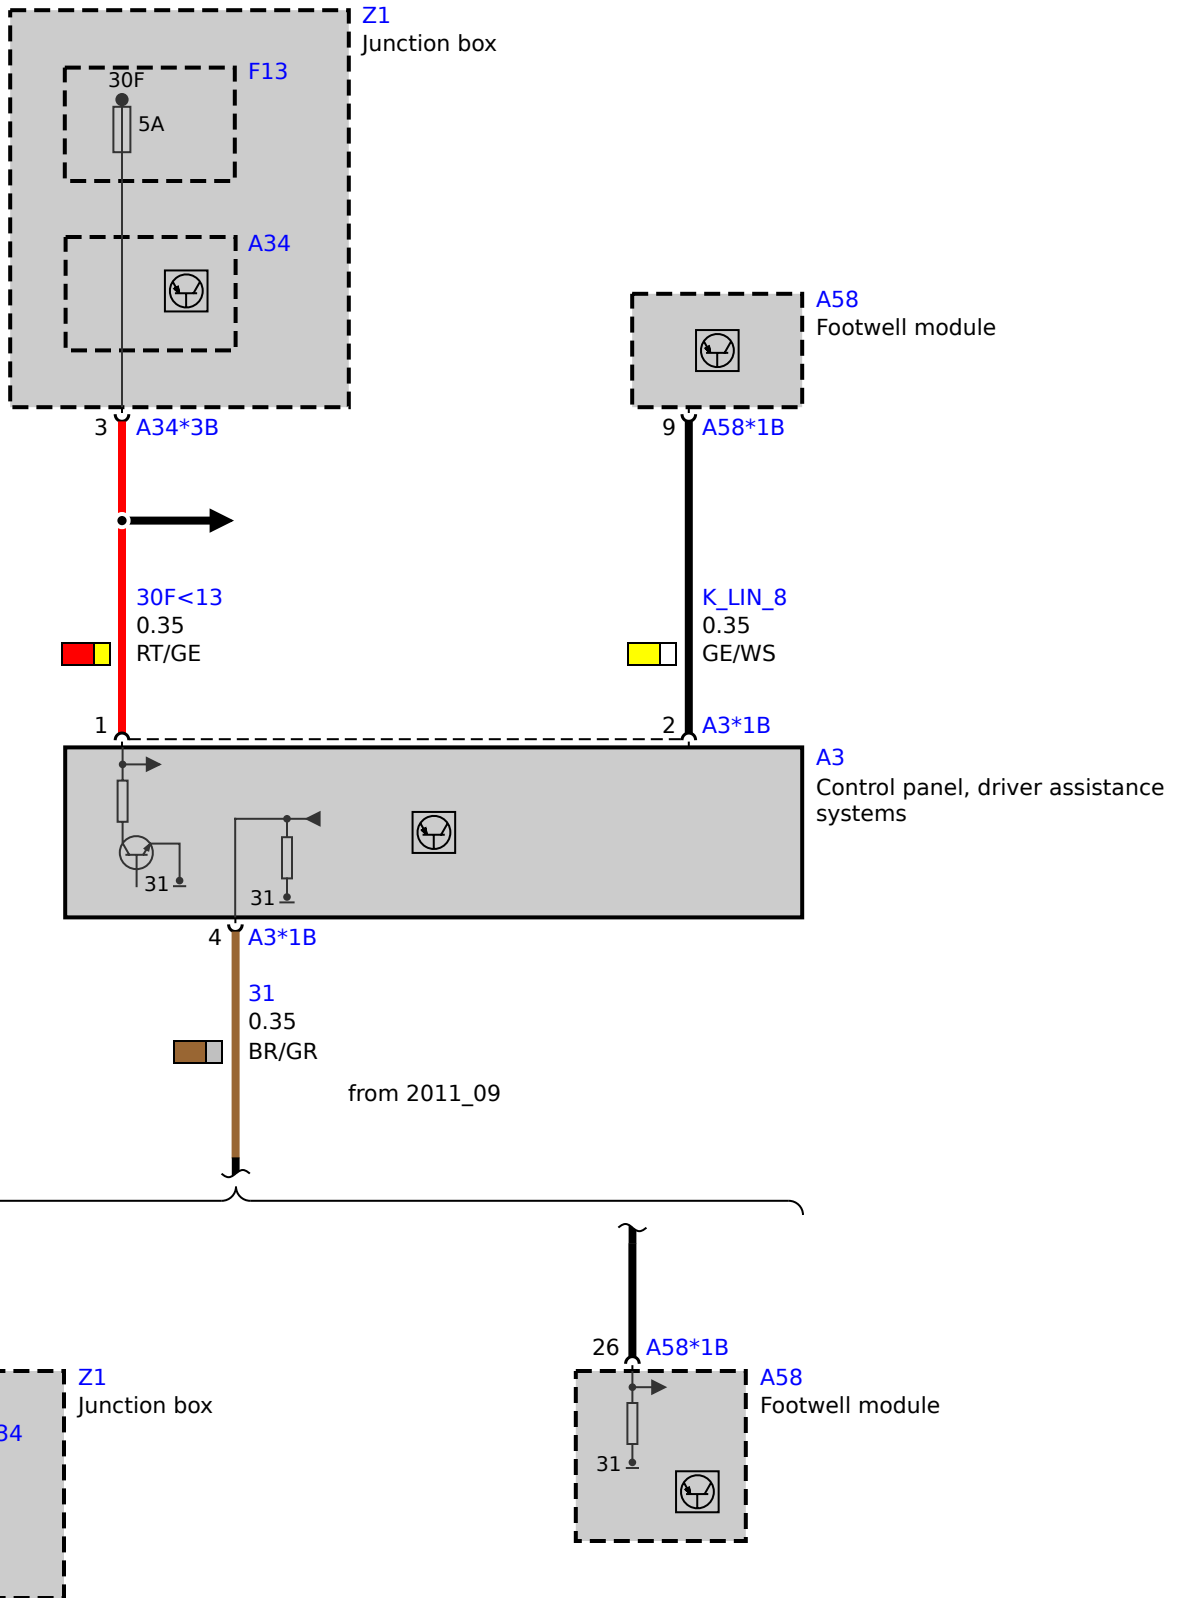 Z1
Junction box
F13
30F
5A
A34
A58
Footwell module
3 A34*3B
9 A58*1B
30F<13
0.35
RT/GE
K_LIN_8
0.35
GE/WS
1
2 A3*1B
A3
Control panel, driver assistance
systems
31
31
4 A3*1B
31
0.35
BR/GR
from 2011_09
26 A58*1B
Z1
Junction box
34
A58
Footwell module
31